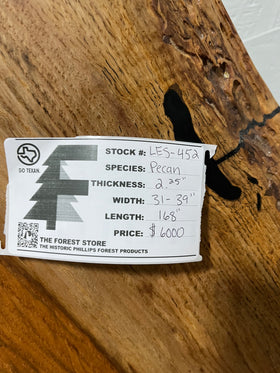 GO TEXAN.
STOCK #: LES-452
SPECIES: Pecan
THICKNESS: 2.25"
WIDTH: 31-39"
LENGTH: 168"
PRICE: $6000
THE FOREST STORE
THE HISTORIC PHILLIPS FOREST PRODUCTS